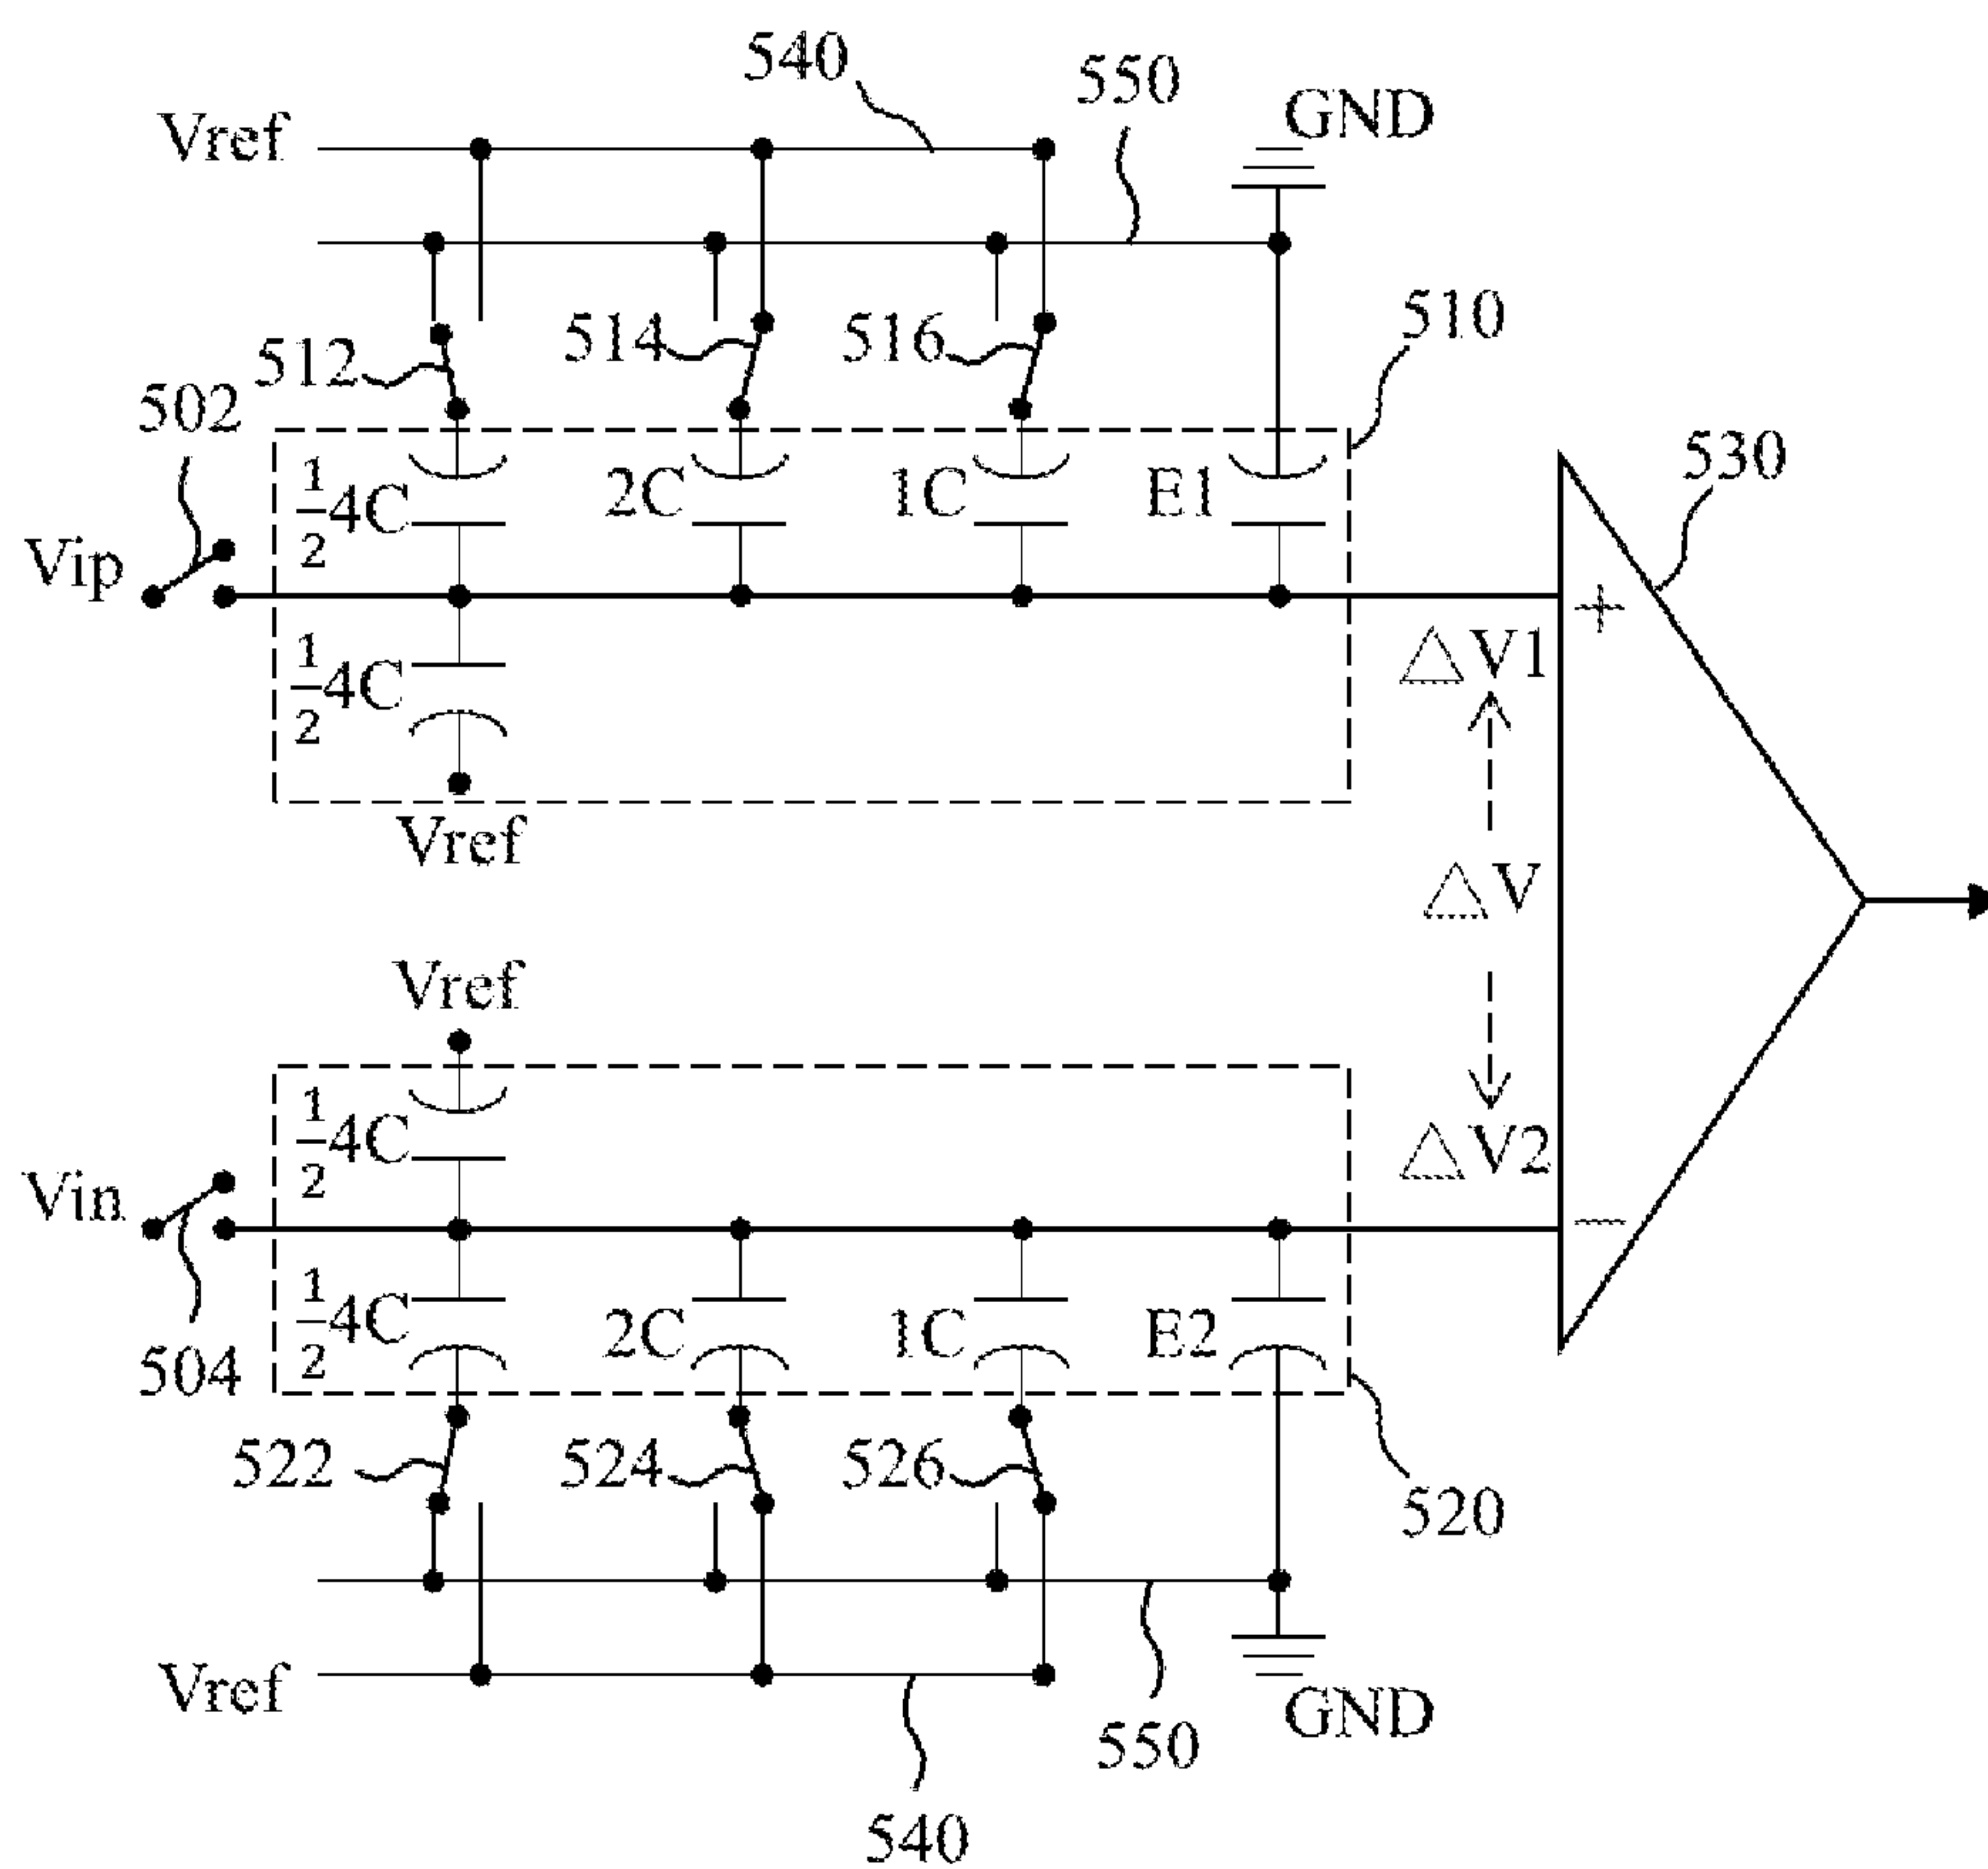 540
550
GND
Vref
512
514
516
510
502
530
1/2 4C
2C
1C
E1
Vip
+
△V1
1/2 4C
Vref
△V
Vref
1/2 4C
△V2
Vin
−
1/2 4C
2C
1C
E2
504
522
524
526
520
Vref
GND
550
540